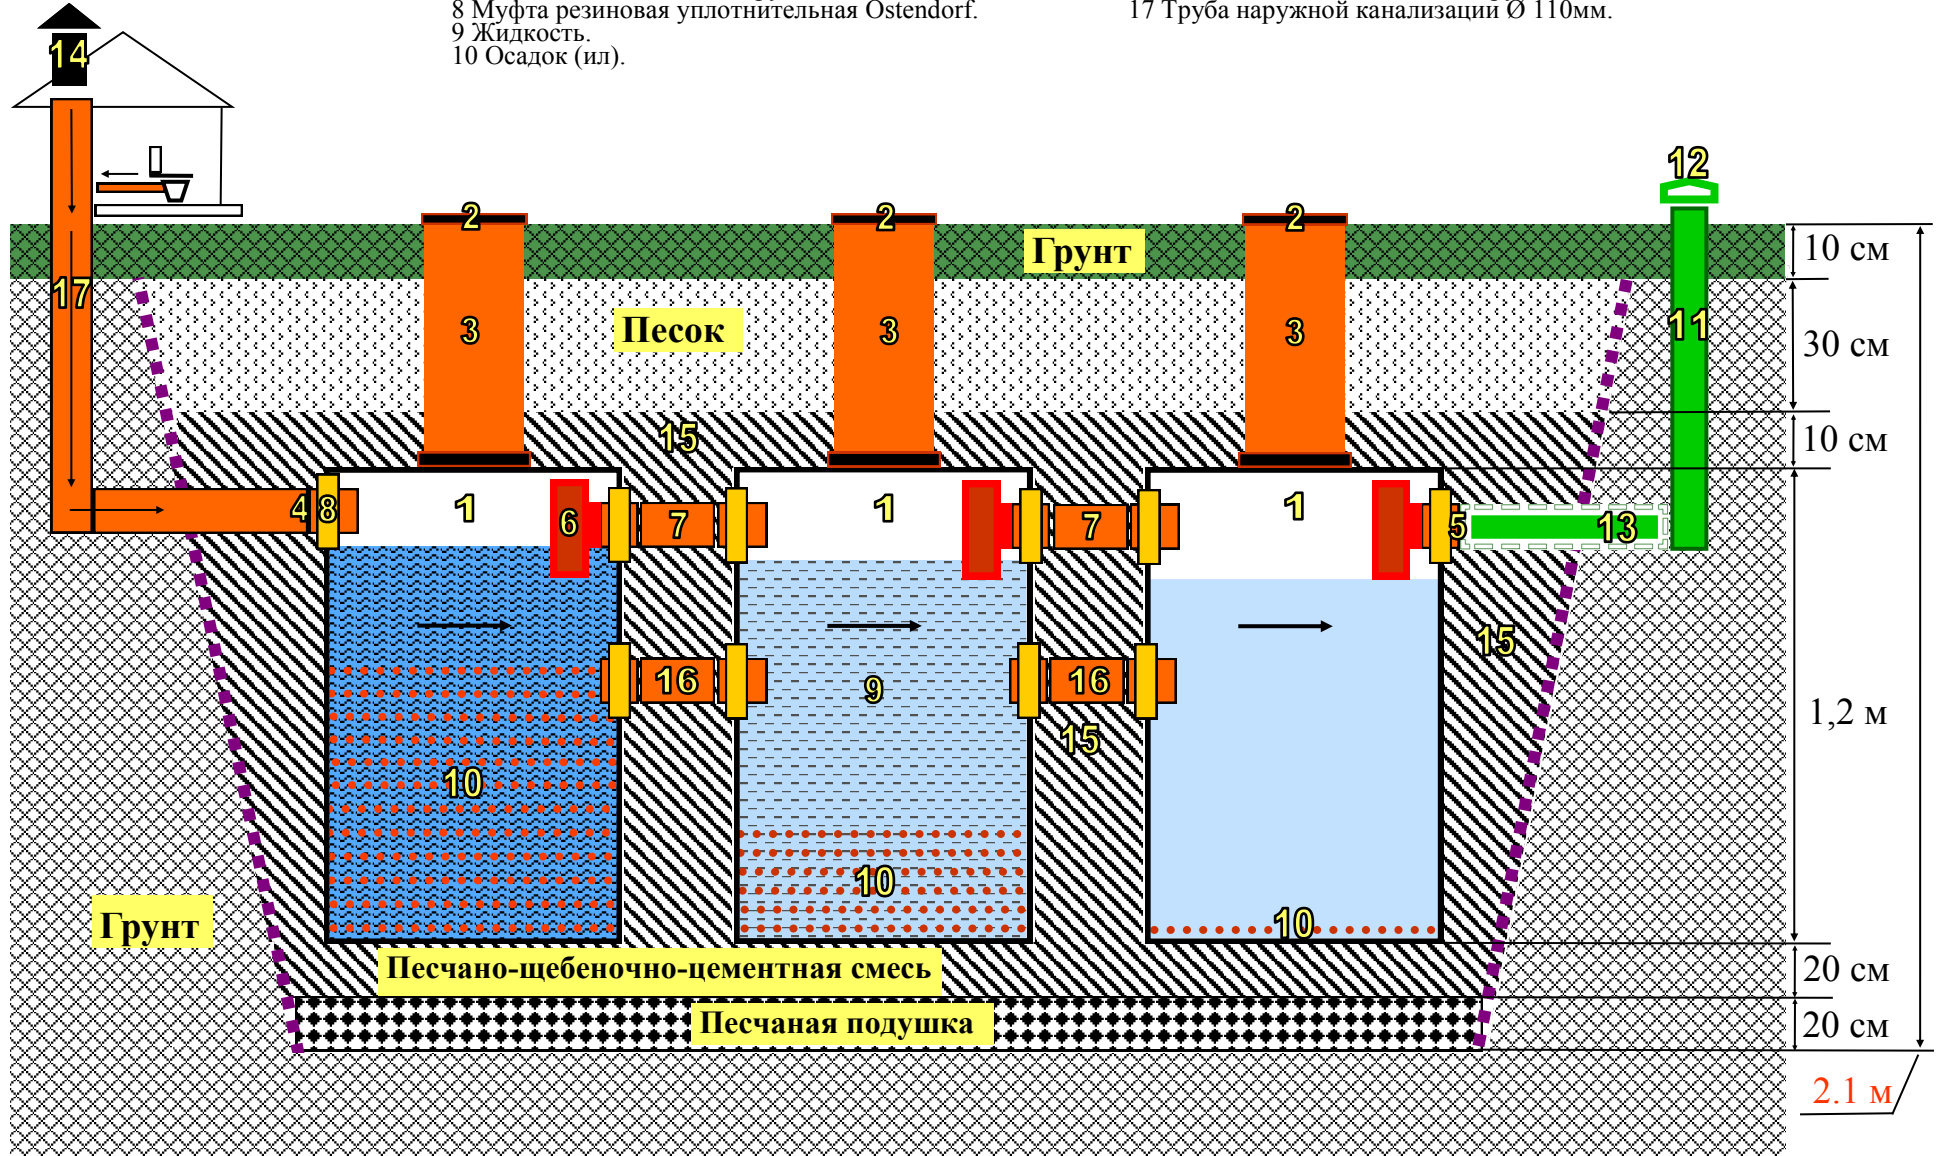 8 Муфта резиновая уплотнительная Ostendorf.
9 Жидкость.
10 Осадок (ил).
17 Труба наружной канализации Ø 110мм.
14
12
2
2
2
Грунт
10 см
17
3
Песок
3
3
11
30 см
15
10 см
4
8
1
6
7
1
7
1
5
13
15
16
9
16
15
1,2 м
10
10
10
Грунт
Песчано-щебеночно-цементная смесь
20 см
Песчаная подушка
20 см
2.1 м